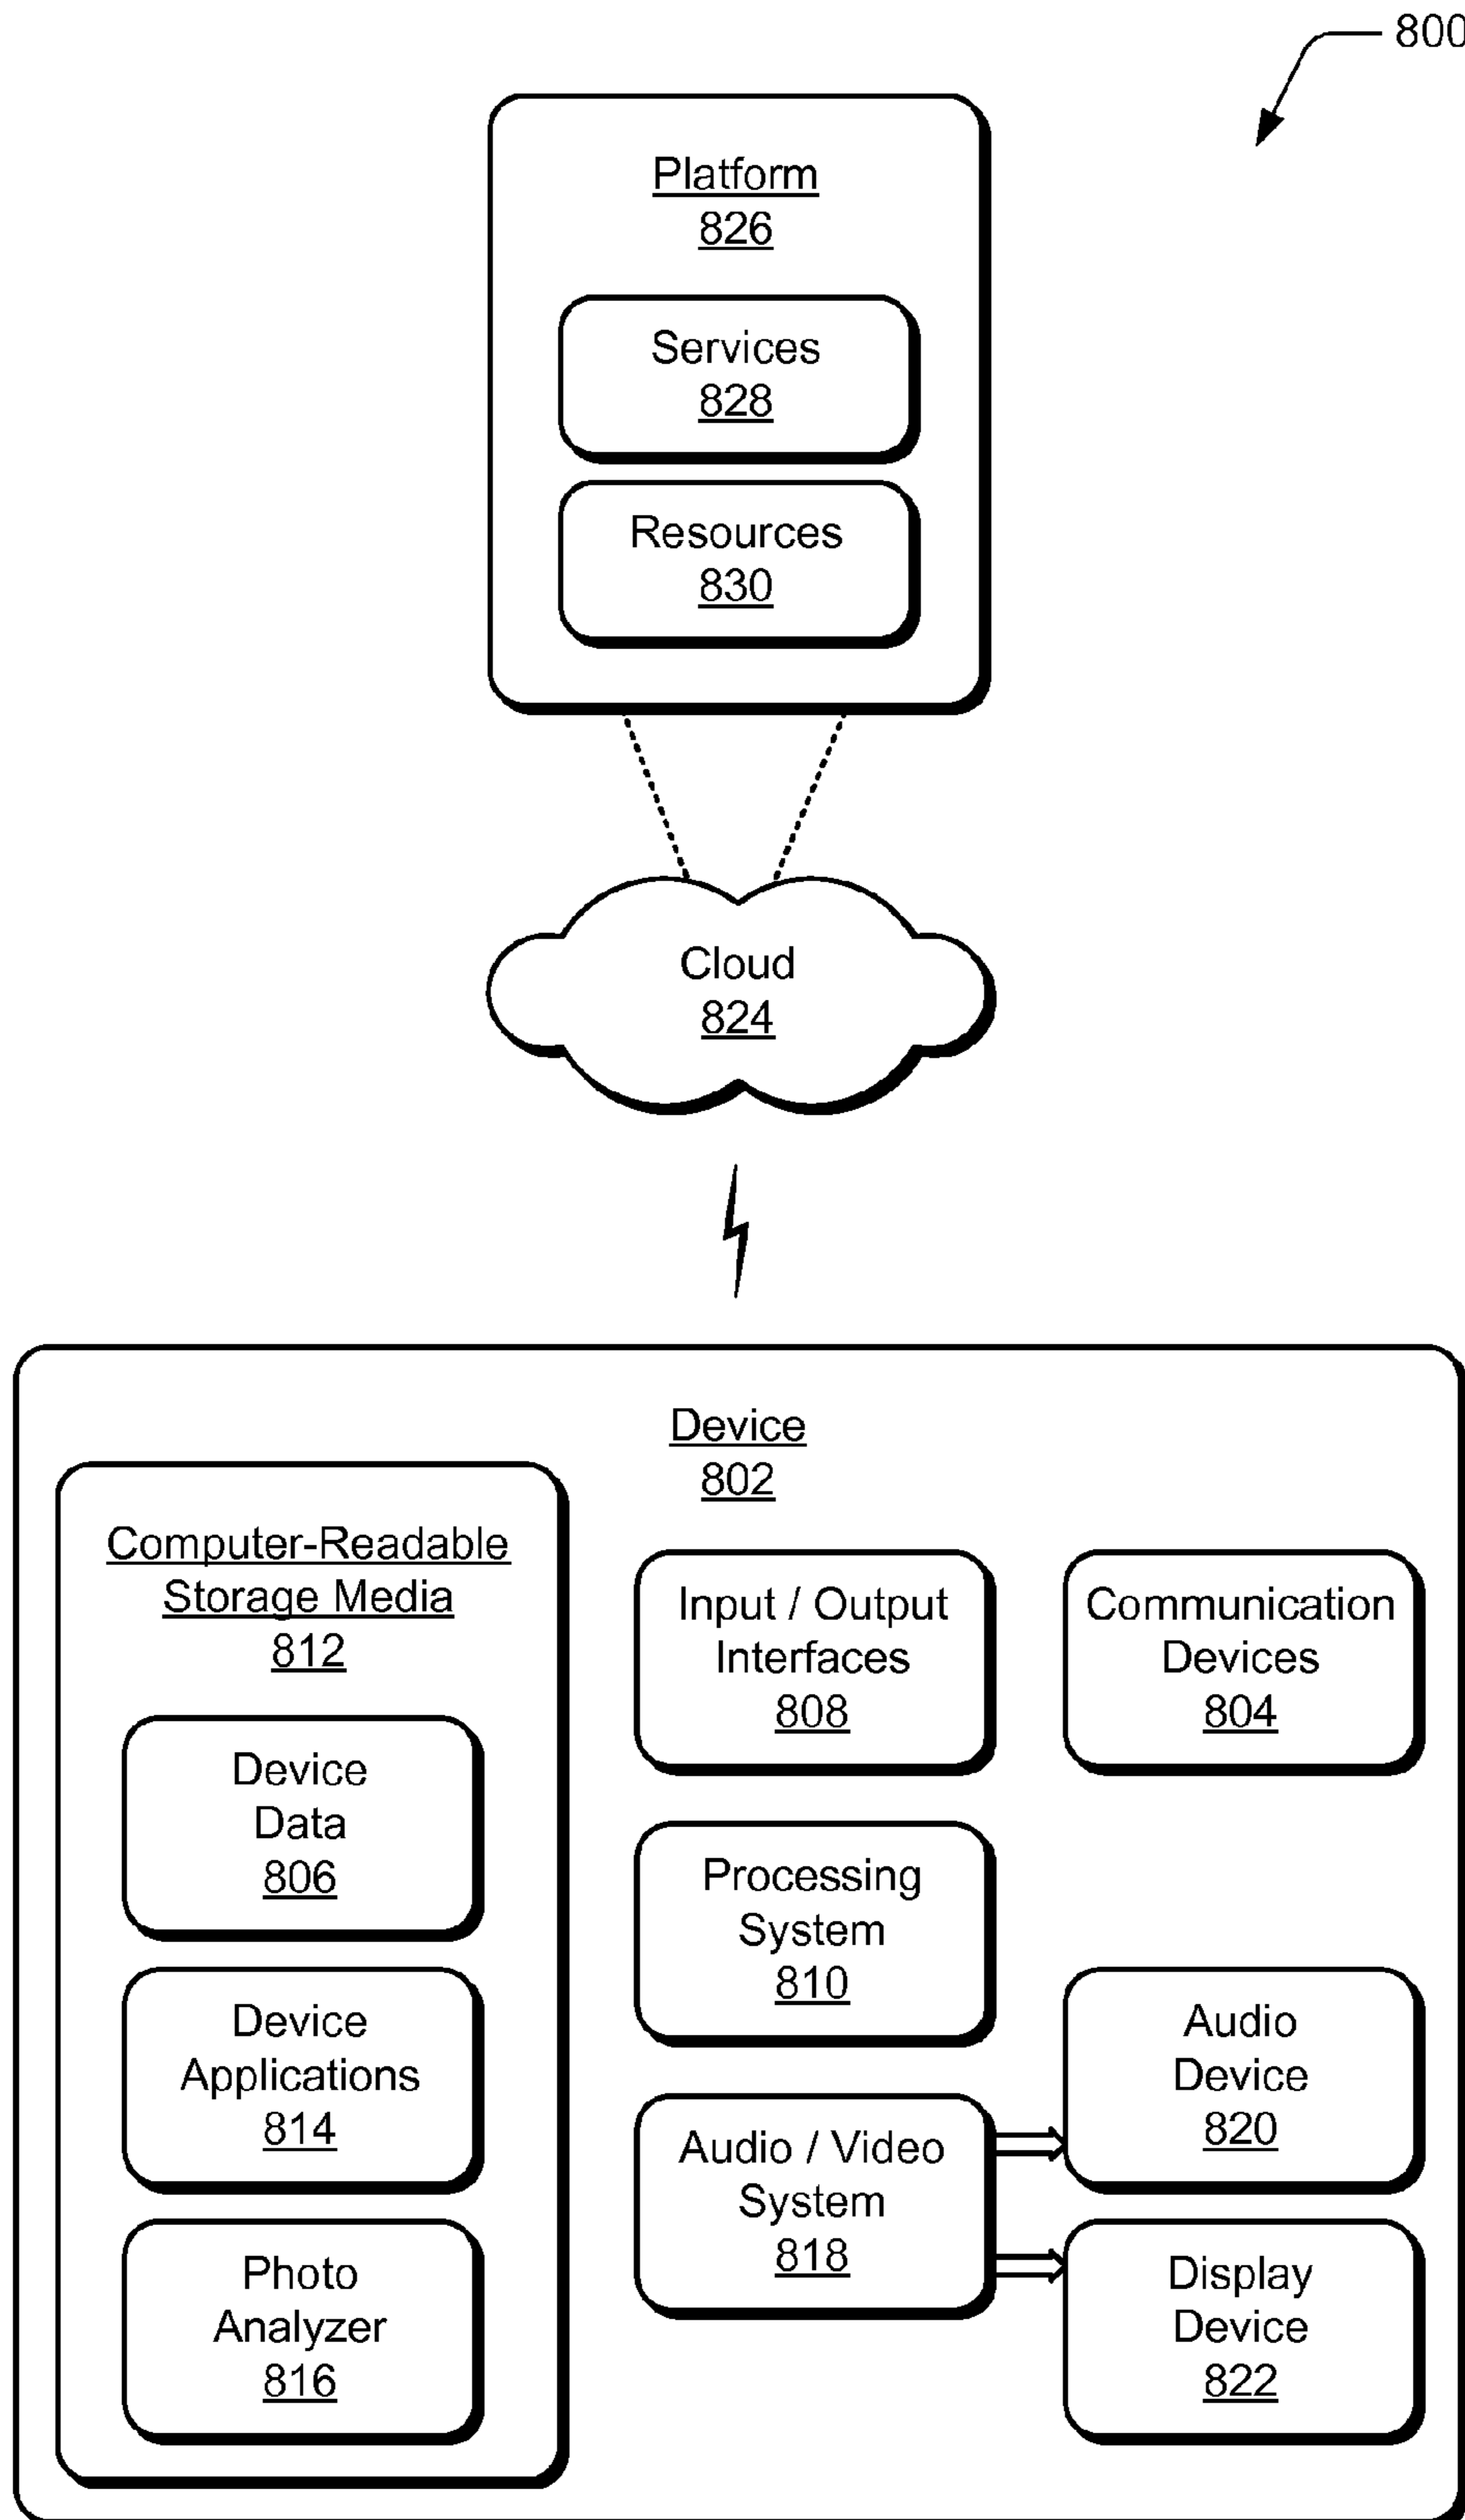 800
Platform
826
Services
828
Resources
830
Cloud
824
Device
802
Computer-Readable
Storage Media
812
Device
Data
806
Device
Applications
814
Photo
Analyzer
816
Input / Output
Interfaces
808
Processing
System
810
Audio / Video
System
818
Communication
Devices
804
Audio
Device
820
Display
Device
822